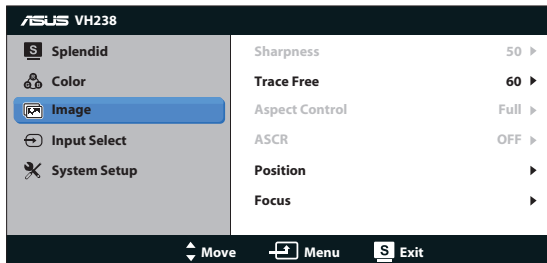 ASUS VH238
S Splendid
Color
Image
Input Select
System Setup
Sharpness 50
Trace Free 60
Aspect Control Full
ASCR OFF
Position
Focus
Move Menu S Exit